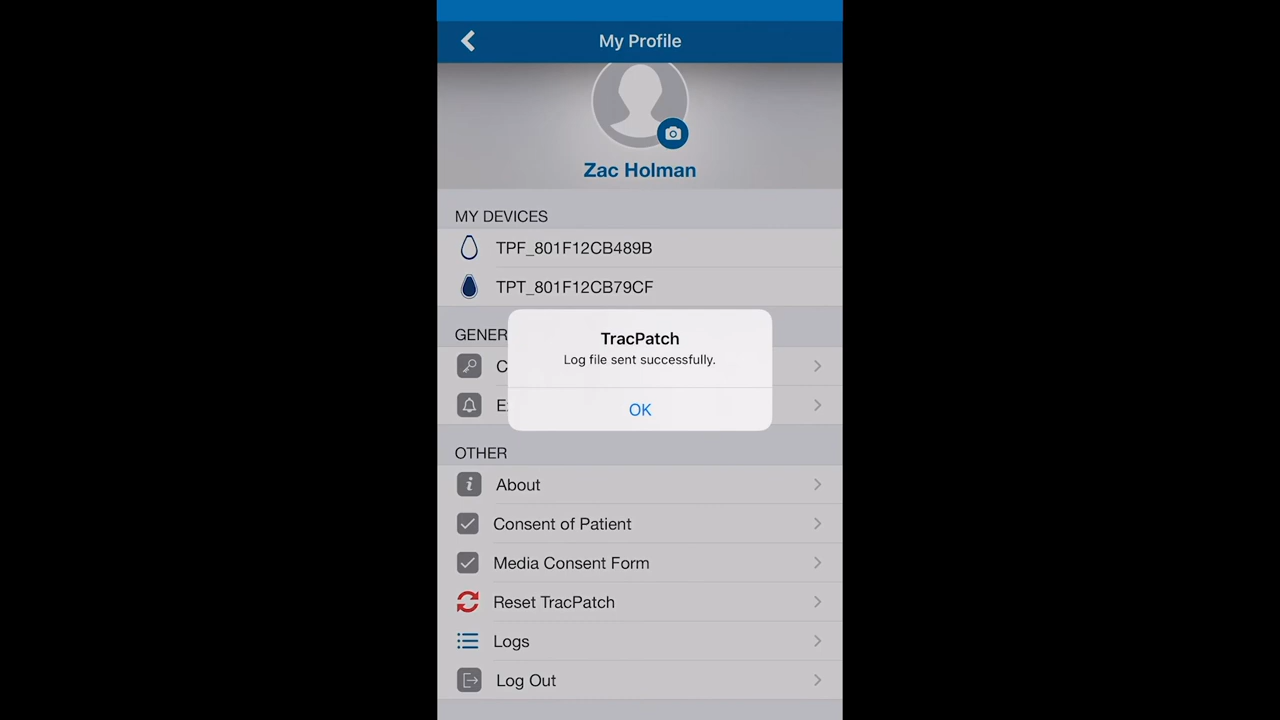 My Profile
Zac Holman
MY DEVICES
TPF_801F12CB489B
TPT_801F12CB79CF
GENER
TracPatch
Log file sent successfully.
C
E
OK
OTHER
About
Consent of Patient
Media Consent Form
Reset TracPatch
Logs
Log Out